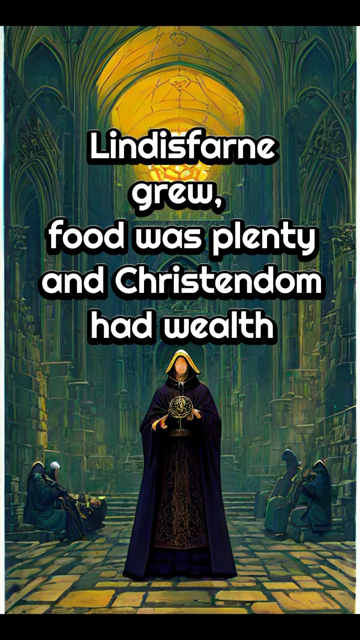 Lindisfarne
grew,
food was plenty
and Christendom
had wealth